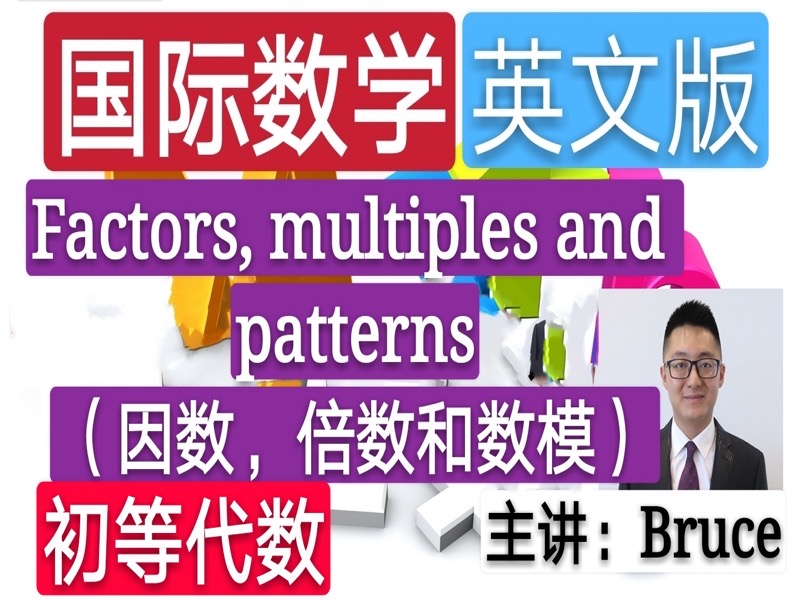 国际数学 英文版
Factors, multiples and
patterns
（因数，倍数和数模）
初等代数
主讲：Bruce